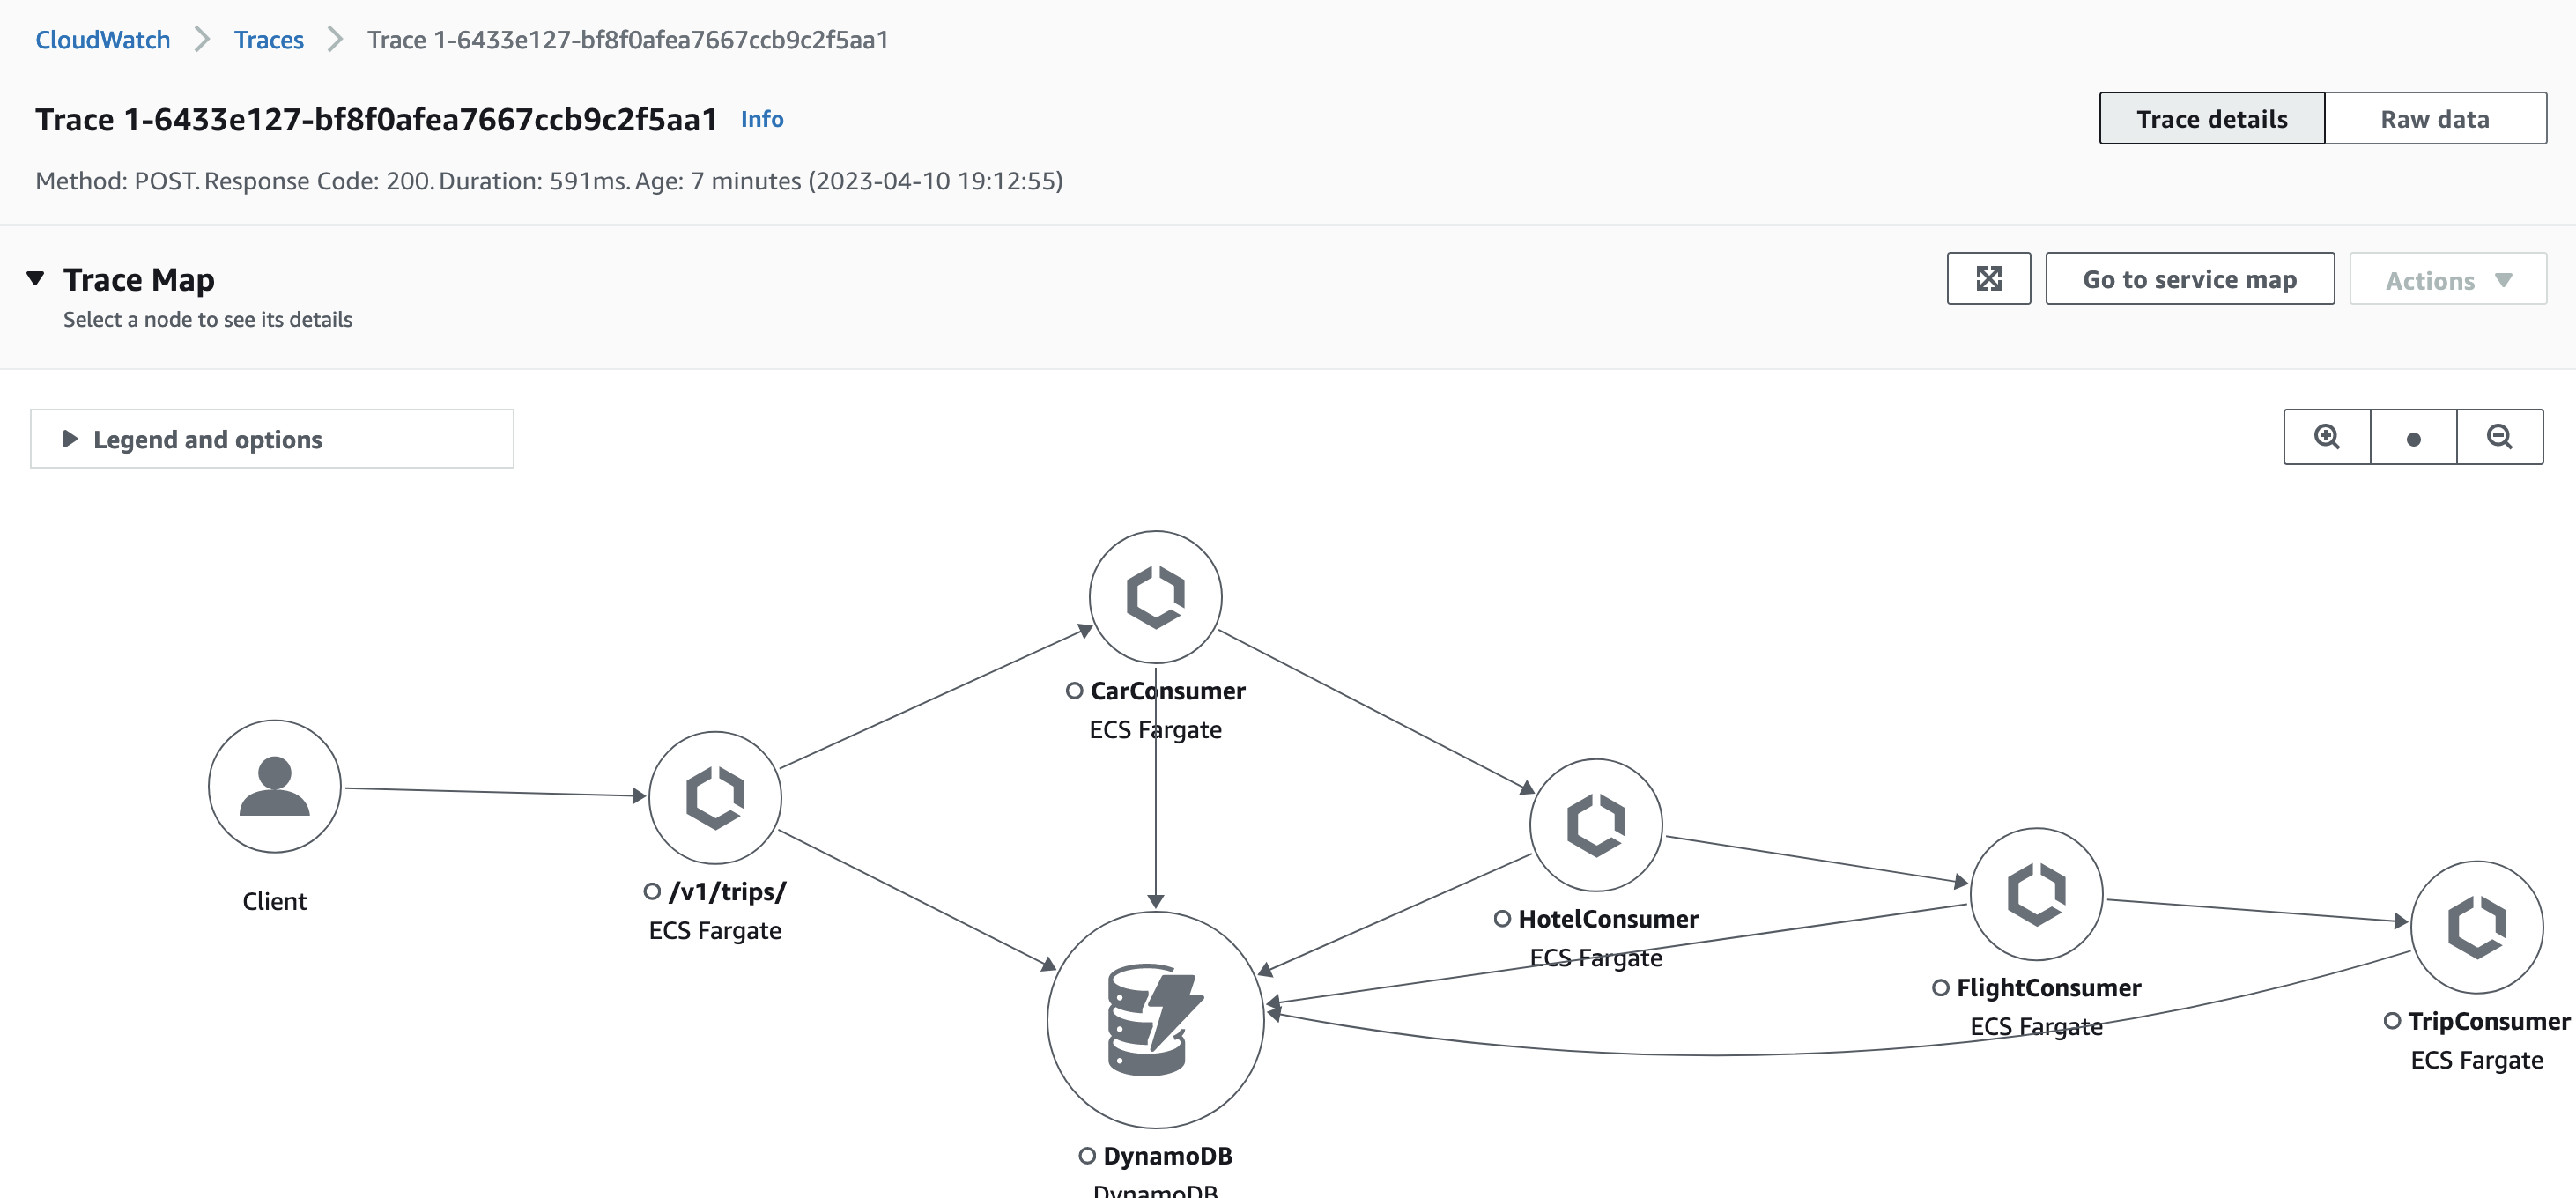 CloudWatch > Traces > Trace 1-6433e127-bf8f0afea7667ccb9c2f5aa1
Trace 1-6433e127-bf8f0afea7667ccb9c2f5aa1 Info
Trace details Raw data
Method: POST. Response Code: 200. Duration: 591ms. Age: 7 minutes (2023-04-10 19:12:55)
Trace Map
Select a node to see its details
Go to service map Actions
Legend and options
CarConsumer
ECS Fargate
Client
/v1/trips/
ECS Fargate
HotelConsumer
ECS Fargate
FlightConsumer
ECS Fargate
TripConsumer
ECS Fargate
DynamoDB
DynamoDB